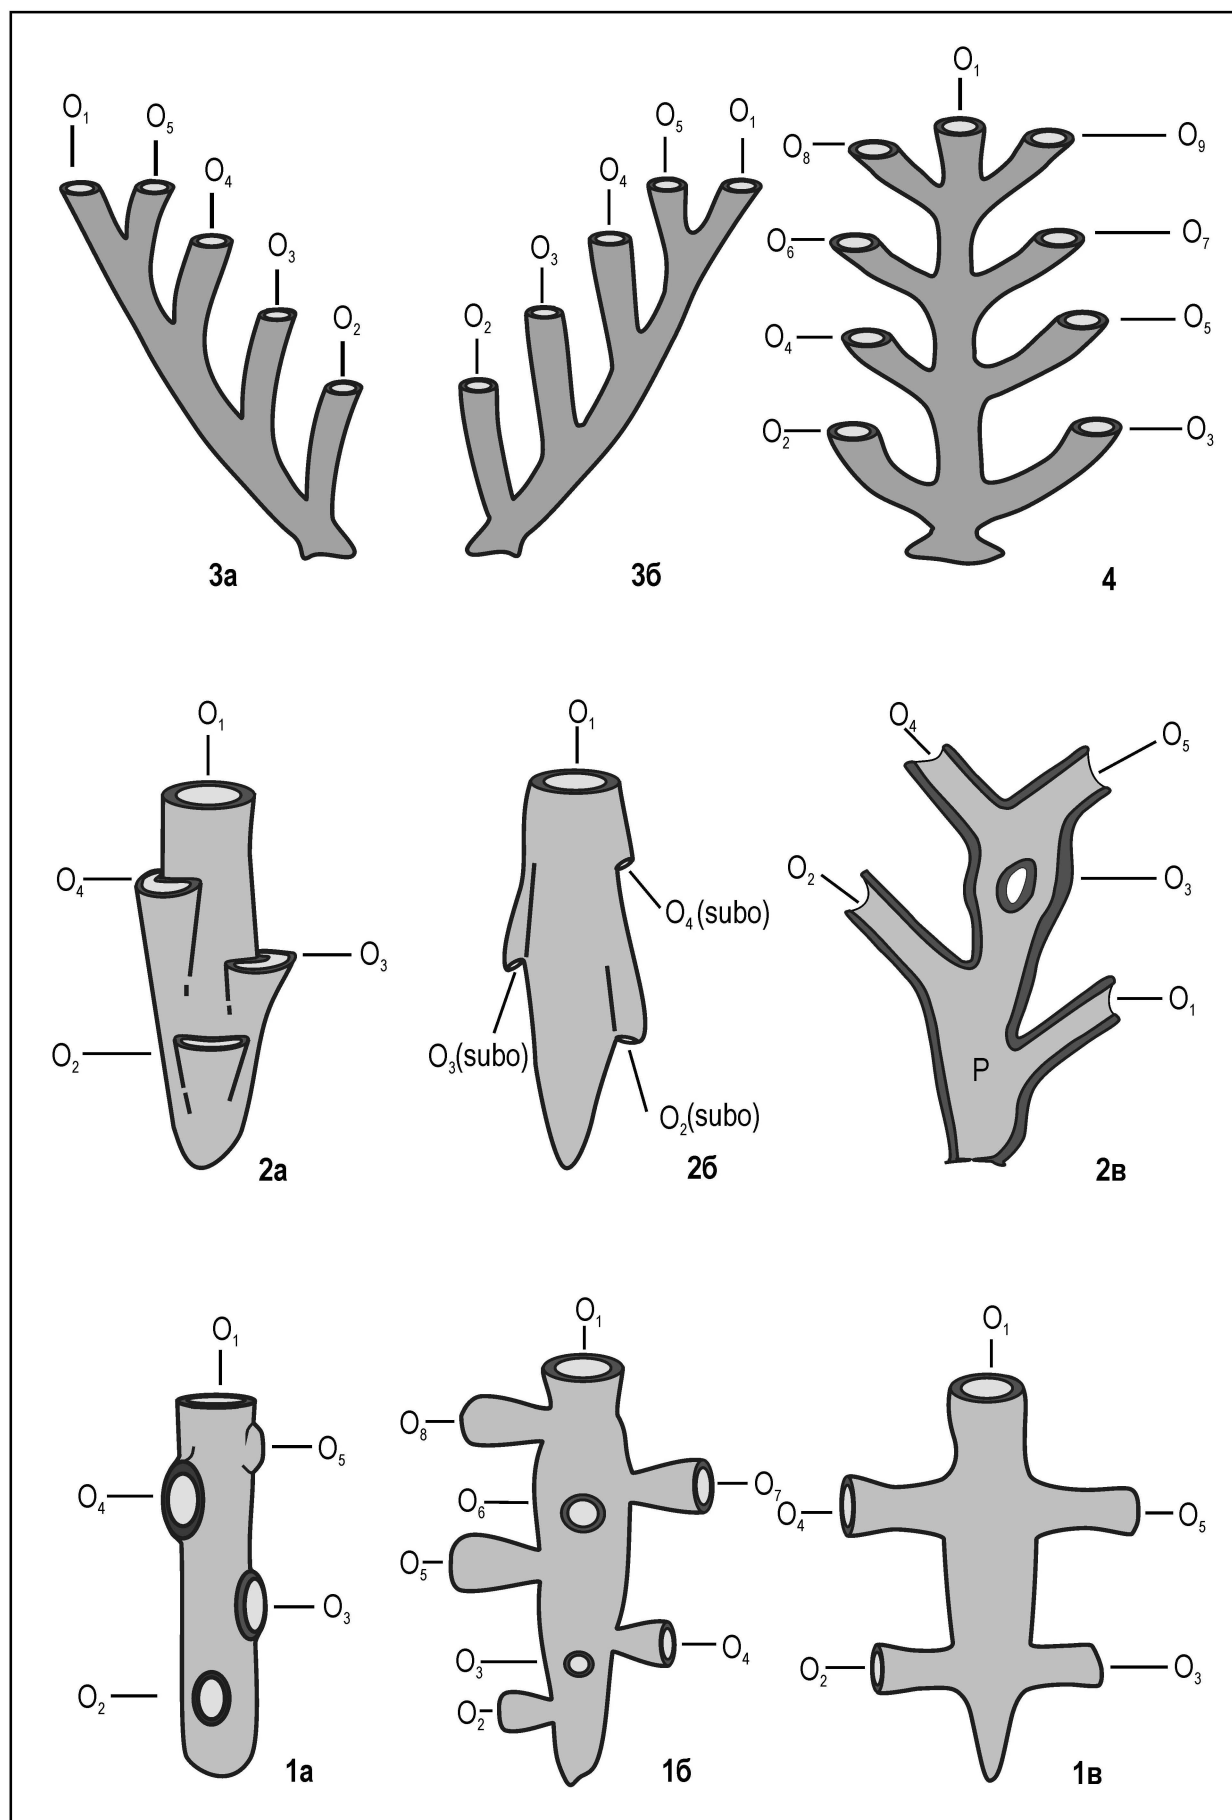 O₁ O₅ O₄ O₃ O₂
3а
O₁ O₅ O₄ O₃ O₂
3б
O₁
O₈ O₉
O₆ O₇
O₄ O₅
O₂ O₃
4
O₁
O₄
O₃
O₂
2а
O₁
O₄(subo)
O₃(subo)
O₂(subo)
2б
O₄
O₅
O₂
O₃
O₁
P
2в
O₁
O₅
O₄
O₃
O₂
1а
O₁
O₈
O₇
O₆
O₅
O₄
O₃
O₂
1б
O₁
O₄ O₅
O₂ O₃
1в